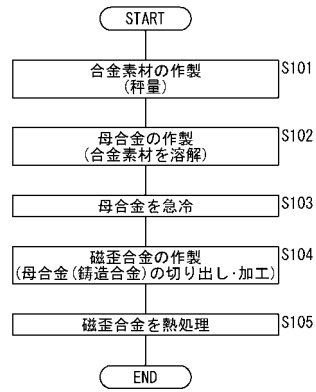 START
合金素材の作製
(秤量)
S101
母合金の作製
(合金素材を溶解)
S102
母合金を急冷
S103
磁歪合金の作製
(母合金(鋳造合金)の切り出し・加工)
S104
磁歪合金を熱処理
S105
END